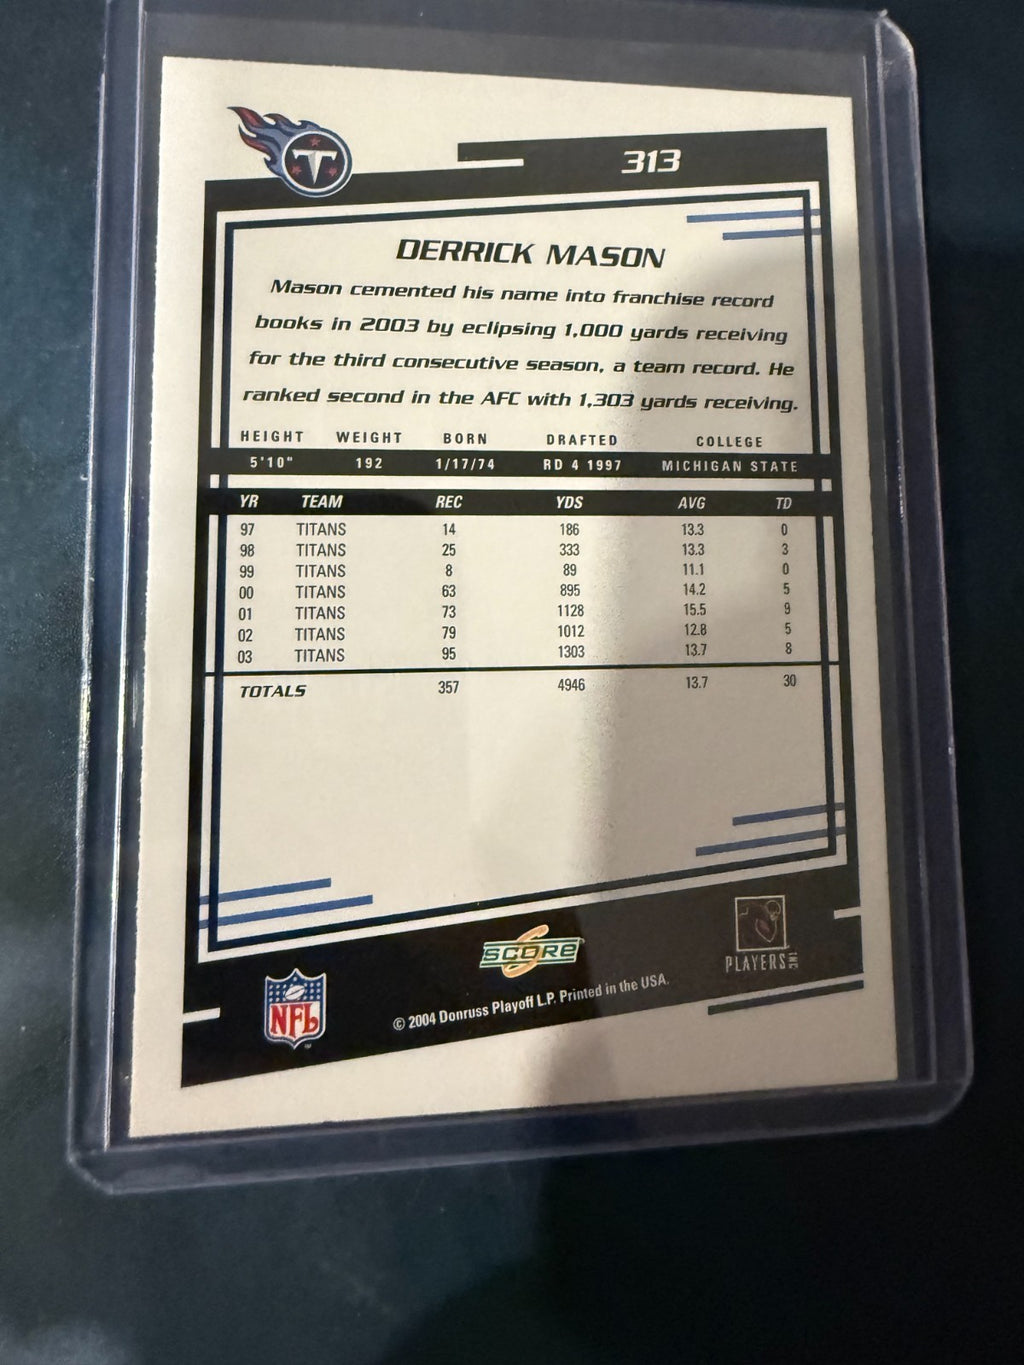 T
313
DERRICK MASON
Mason cemented his name into franchise record
books in 2003 by eclipsing 1,000 yards receiving
for the third consecutive season, a team record. He
ranked second in the AFC with 1,303 yards receiving.
HEIGHT WEIGHT BORN DRAFTED COLLEGE
5'10" 192 1/17/74 RD 4 1997 MICHIGAN STATE
YR TEAM REC YDS AVG TD
97 TITANS 14 186 13.3 0
98 TITANS 25 333 13.3 3
99 TITANS 8 89 11.1 0
00 TITANS 63 895 14.2 5
01 TITANS 73 1128 15.5 9
02 TITANS 79 1012 12.8 5
03 TITANS 95 1303 13.7 8
TOTALS 357 4946 13.7 30
SCORE
PLAYERS INC
NFL
© 2004 Donruss Playoff L.P. Printed in the USA.